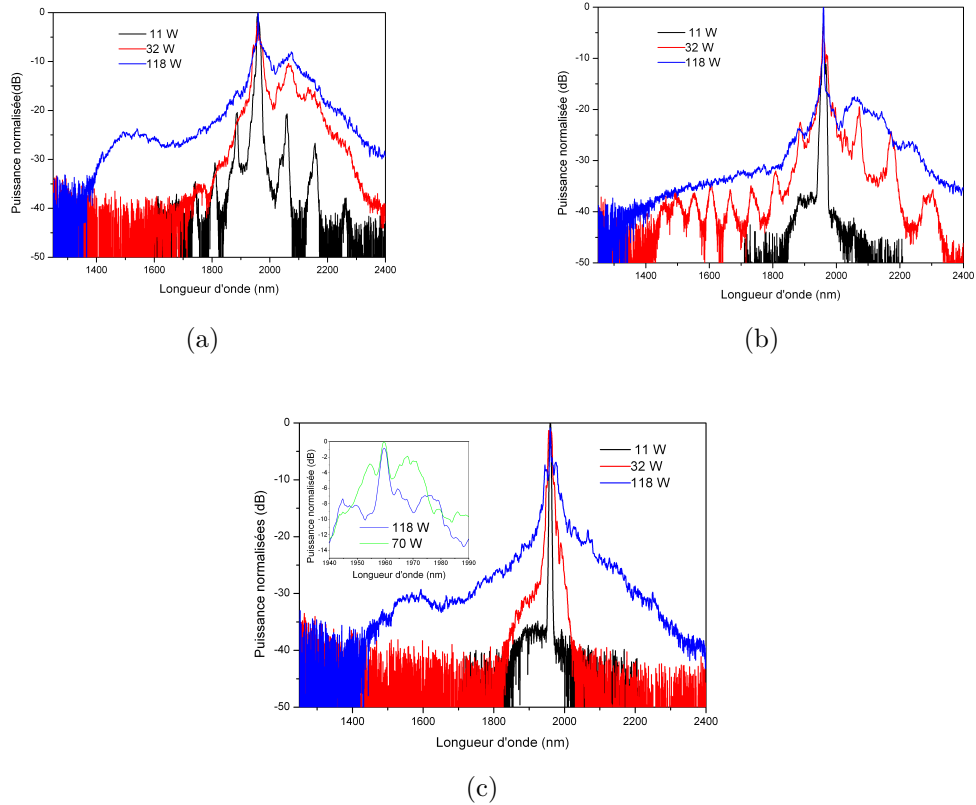 0
-10
-20
-30
-40
-50
Puissance normalisée(dB)
11 W
32 W
118 W
1400 1600 1800 2000 2200 2400
Longueur d'onde (nm)
(a)
0
-10
-20
-30
-40
-50
Puissance normalisée (dB)
11 W
32 W
118 W
1400 1600 1800 2000 2200 2400
Longueur d'onde (nm)
(b)
0
-10
-20
-30
-40
-50
Puissance normalisées (dB)
11 W
32 W
118 W
0
-2
-4
-6
-8
-10
-12
-14
Puissance normalisée (dB)
118 W
70 W
1940 1950 1960 1970 1980 1990
Longueur d'onde (nm)
1400 1600 1800 2000 2200 2400
Longueur d'onde (nm)
(c)